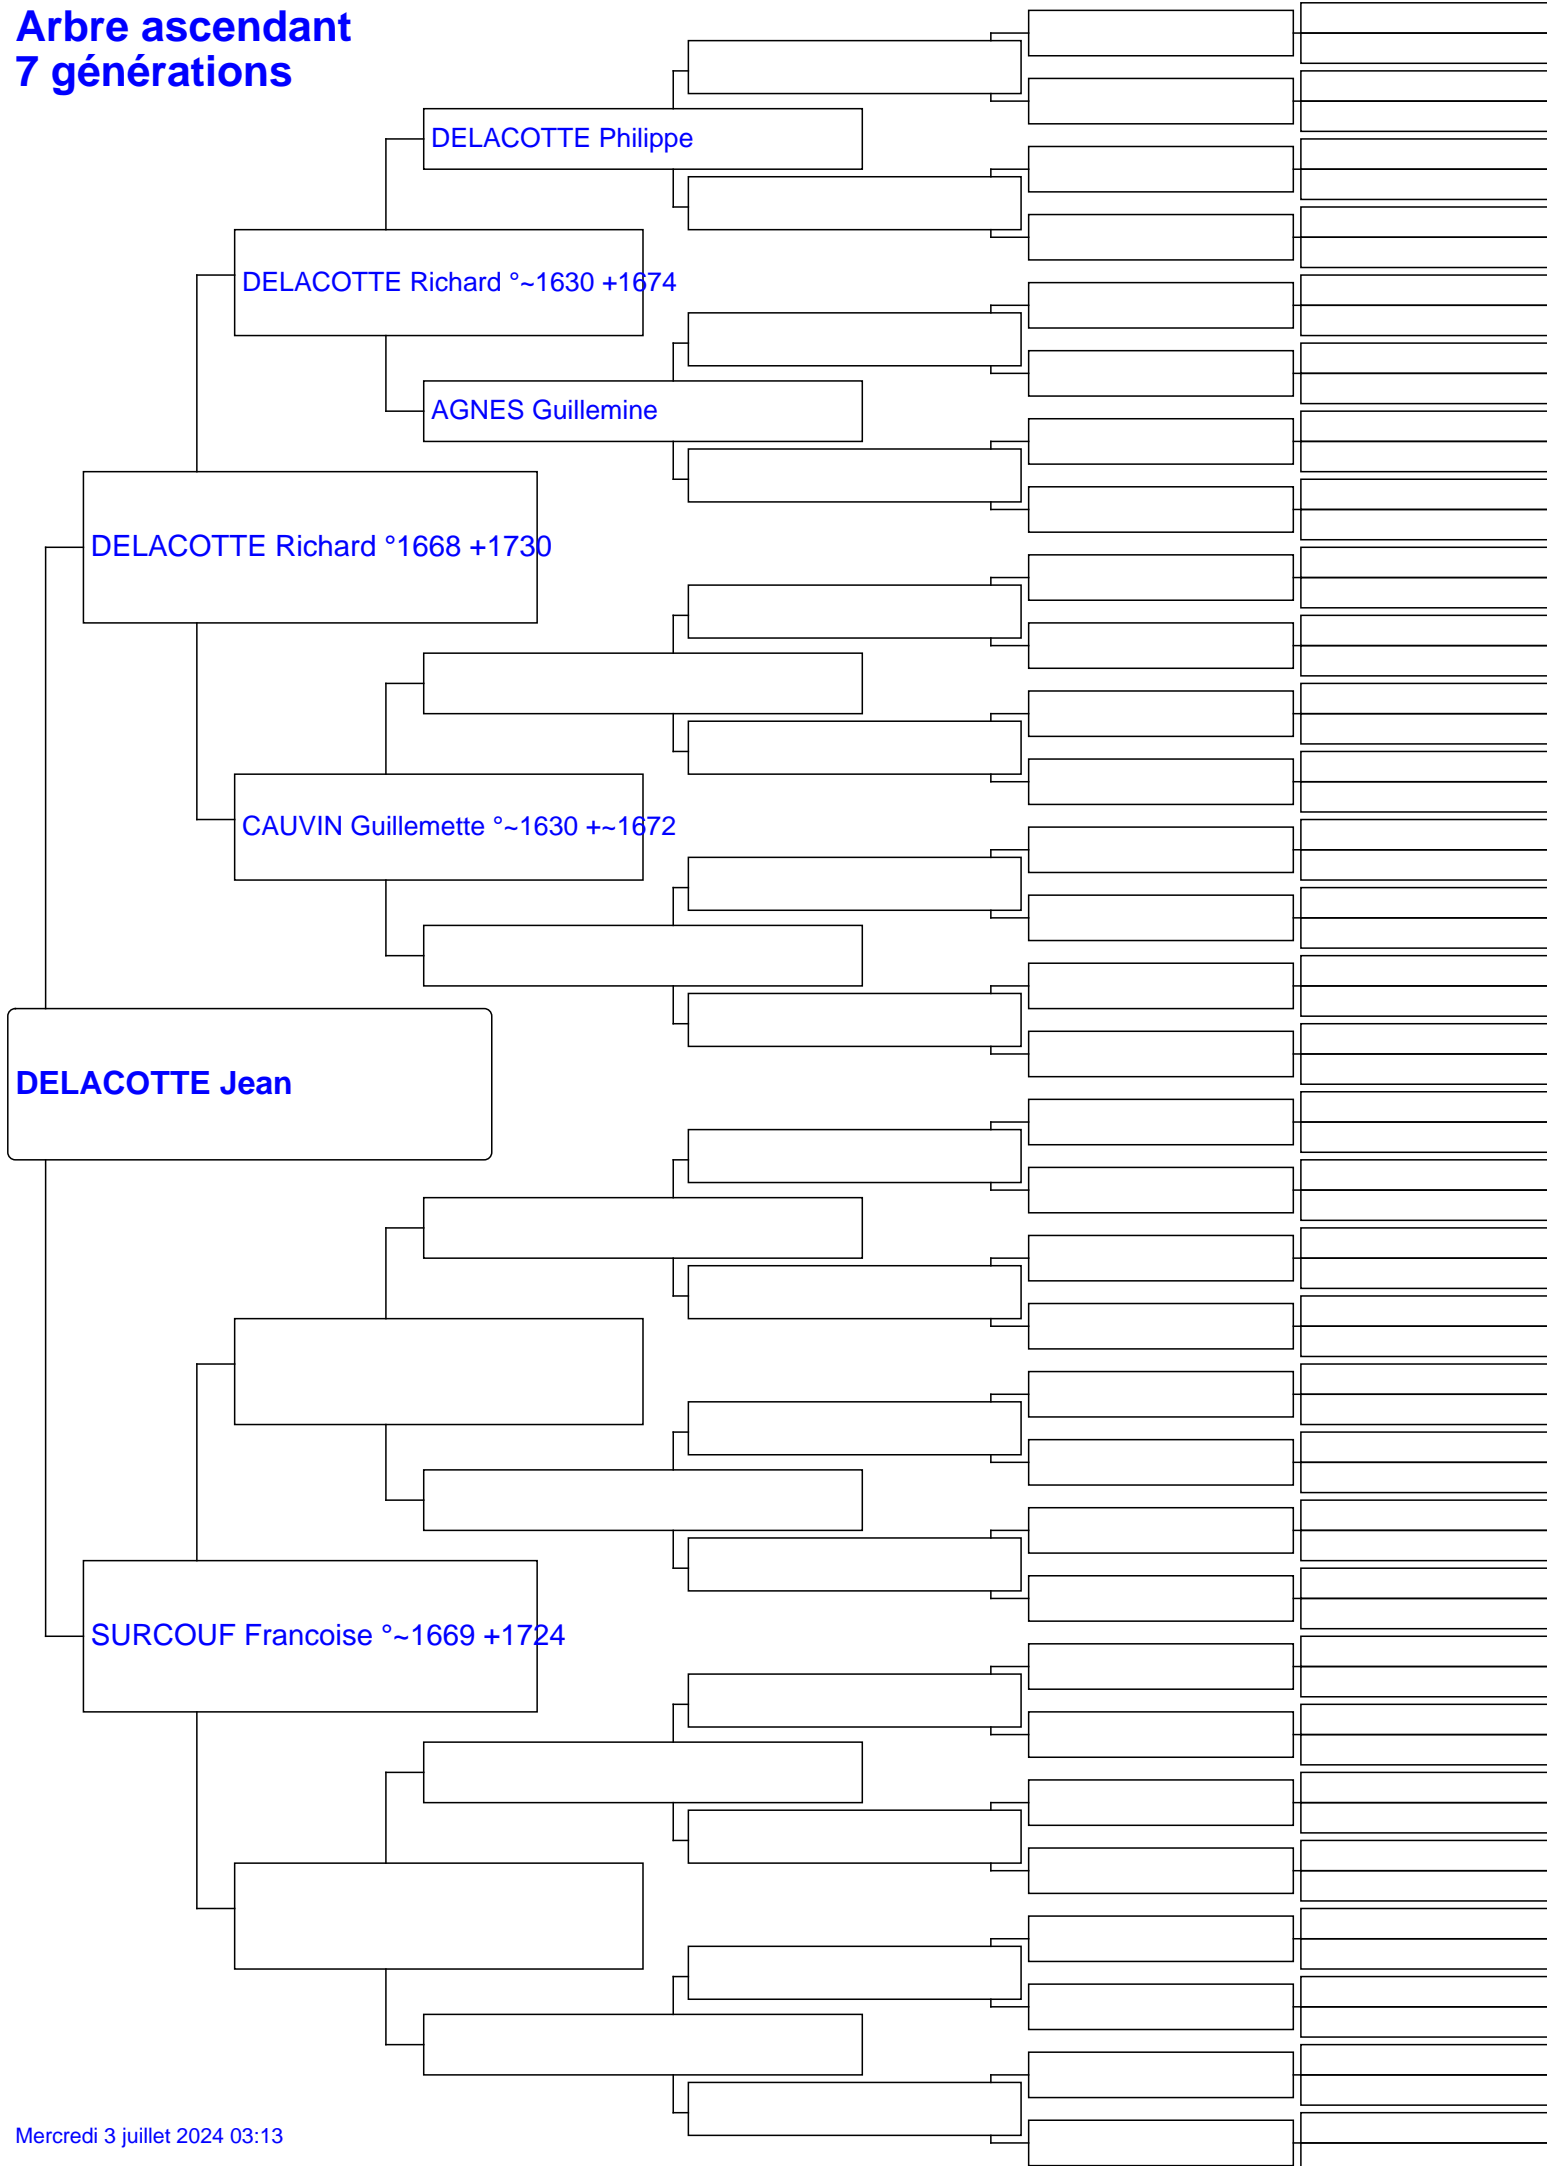 Arbre ascendant
7 générations
DELACOTTE Philippe
DELACOTTE Richard °~1630 +1674
AGNES Guillemine
DELACOTTE Richard °1668 +1730
CAUVIN Guillemette °~1630 +~1672
DELACOTTE Jean
SURCOUF Francoise °~1669 +1724
Mercredi 3 juillet 2024 03:13